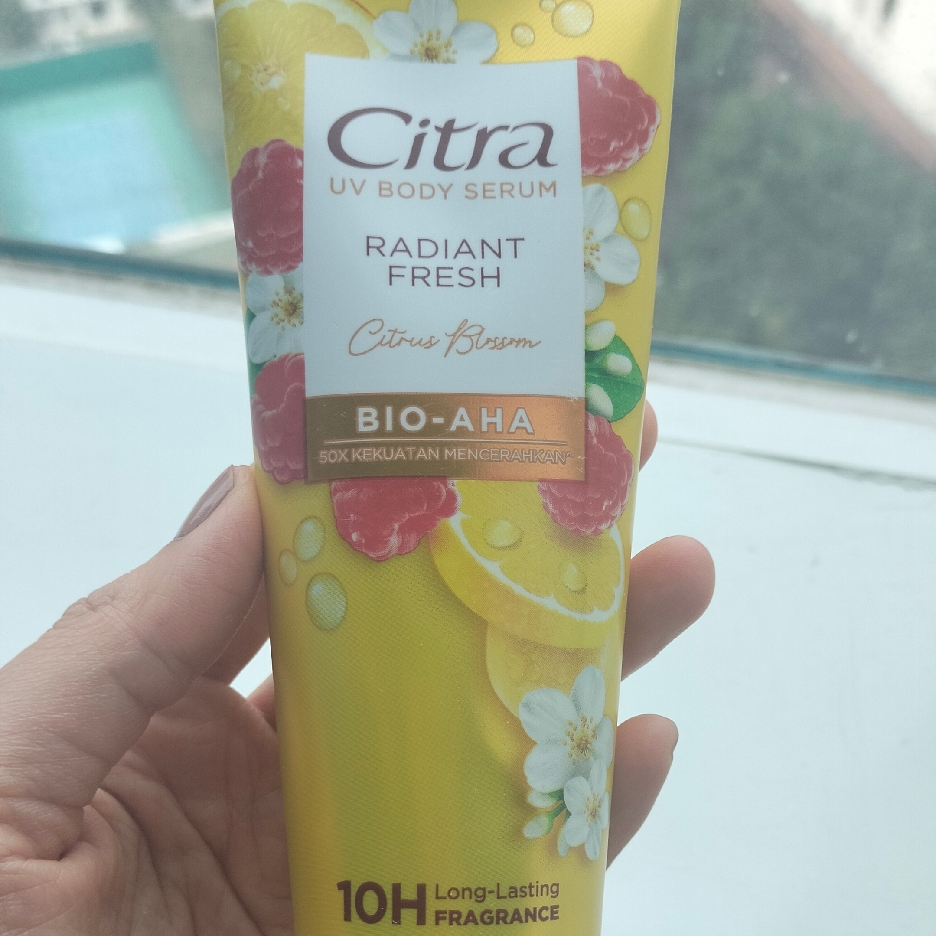 Citra
UV BODY SERUM
RADIANT
FRESH
Citrus Blossom
BIO-AHA
50X KEKUATAN MENCERAHKAN^
10H Long-Lasting
FRAGRANCE